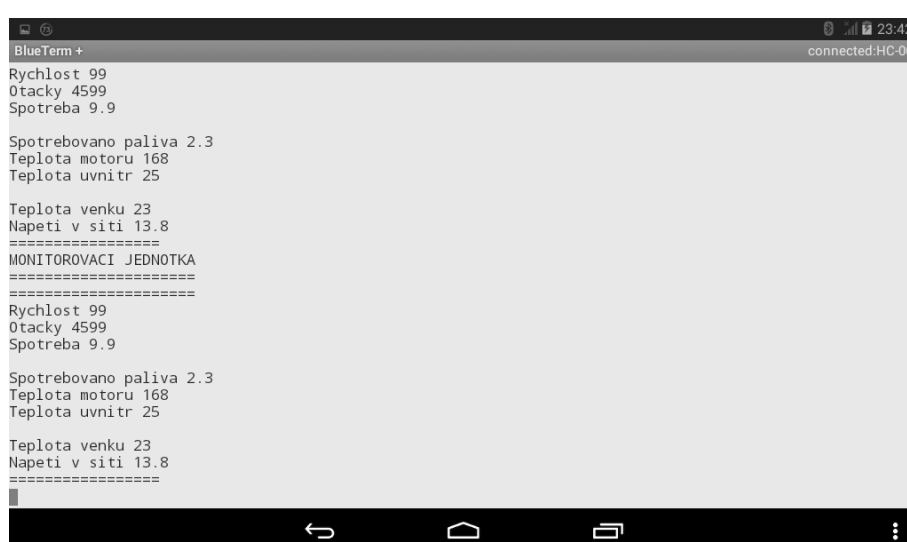 73
23:42
BlueTerm +
connected:HC-0
Rychlost 99
Otacky 4599
Spotreba 9.9
Spotrebovano paliva 2.3
Teplota motoru 168
Teplota uvnitr 25
Teplota venku 23
Napeti v siti 13.8
=================
MONITOROVACI JEDNOTKA
=====================
=====================
Rychlost 99
Otacky 4599
Spotreba 9.9
Spotrebovano paliva 2.3
Teplota motoru 168
Teplota uvnitr 25
Teplota venku 23
Napeti v siti 13.8
=================